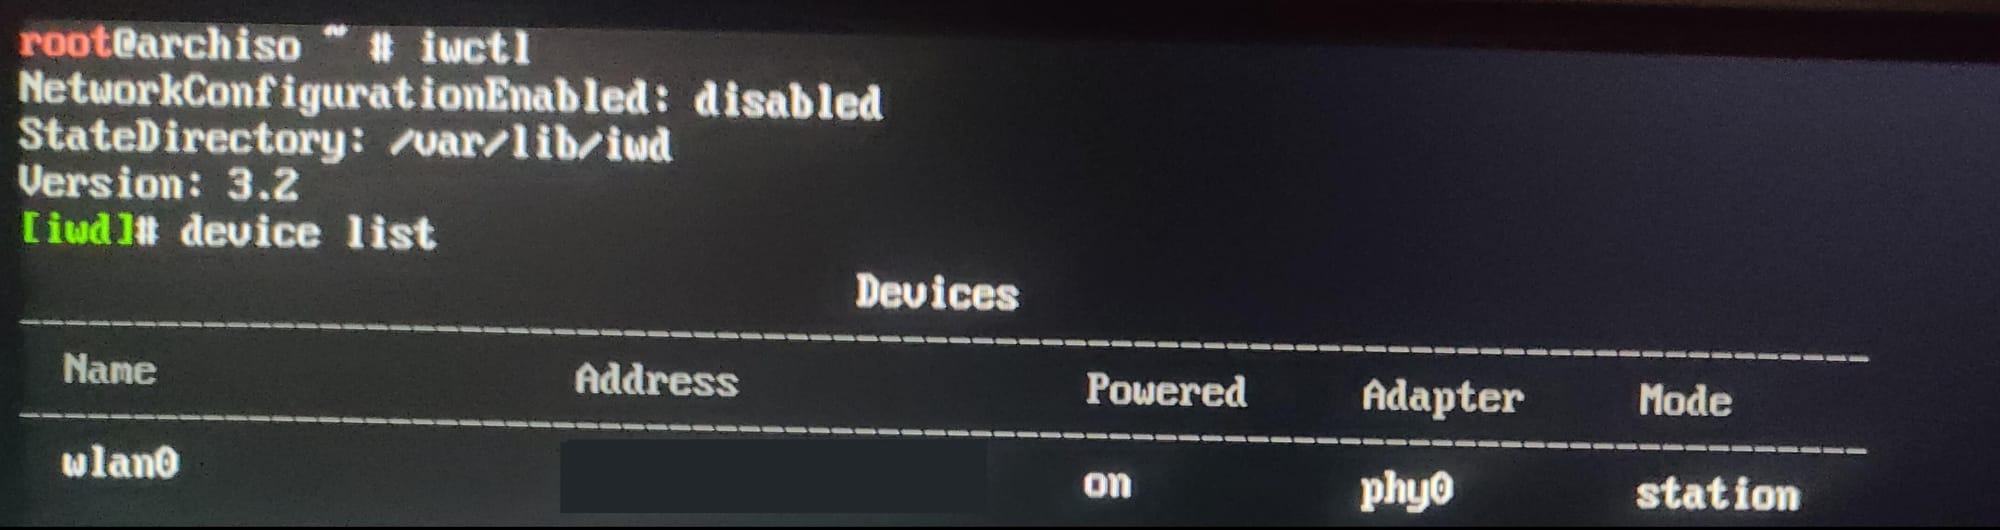 root@archiso ~ # iwctl
NetworkConfigurationEnabled: disabled
StateDirectory: /var/lib/iwd
Version: 3.2
[iwd]# device list
Devices
Name Address Powered Adapter Mode
wlan0 on phy0 station